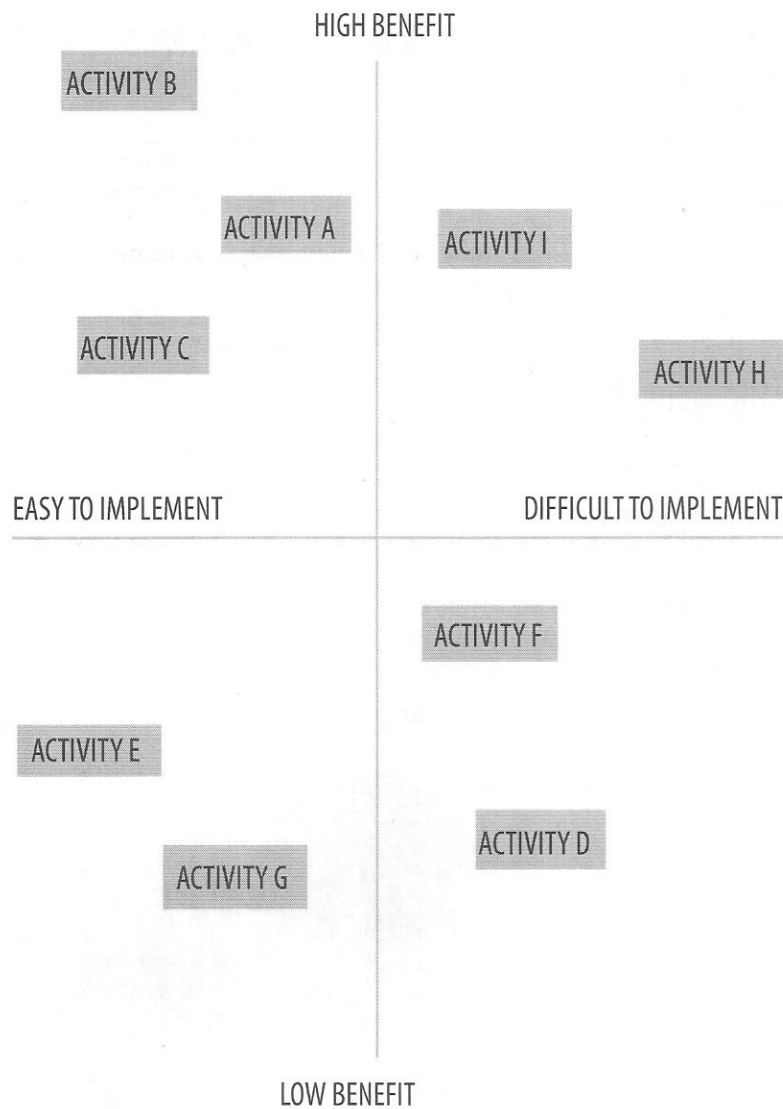 HIGH BENEFIT
ACTIVITY B
ACTIVITY A
ACTIVITY I
ACTIVITY C
ACTIVITY H
EASY TO IMPLEMENT
DIFFICULT TO IMPLEMENT
ACTIVITY F
ACTIVITY E
ACTIVITY D
ACTIVITY G
LOW BENEFIT